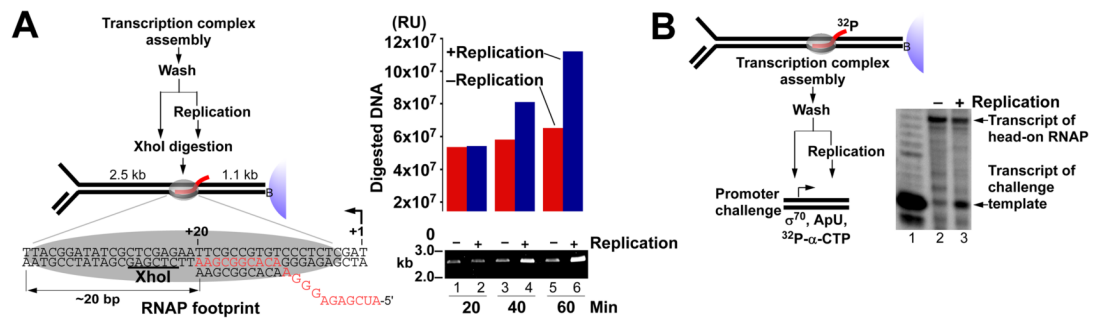 A
Transcription complex
assembly
Wash
Replication
XhoI digestion
2.5 kb
1.1 kb
B
+20
+1
TTACGGATATCGCTCGAGAATTCGCCGTGTCCCTCTCGAT
AATGCCTATAGCGAGCTCTTAAGCGGCACAGGGAGAGCTA
AAGCGGCACA
AGGGAGAGCUA-5'
XhoI
~20 bp
RNAP footprint
(RU)
12x10⁷
10x10⁷
8x10⁷
6x10⁷
4x10⁷
2x10⁷
0
Digested DNA
+Replication
–Replication
– + – + – + Replication
3.0
kb
2.0
1 2 3 4 5 6
20 40 60 Min
B
³²P
B
Transcription complex
assembly
Wash
Replication
Promoter
challenge
σ⁷⁰, ApU,
³²P-α-CTP
– + Replication
Transcript of
head-on RNAP
Transcript of
challenge
template
1 2 3